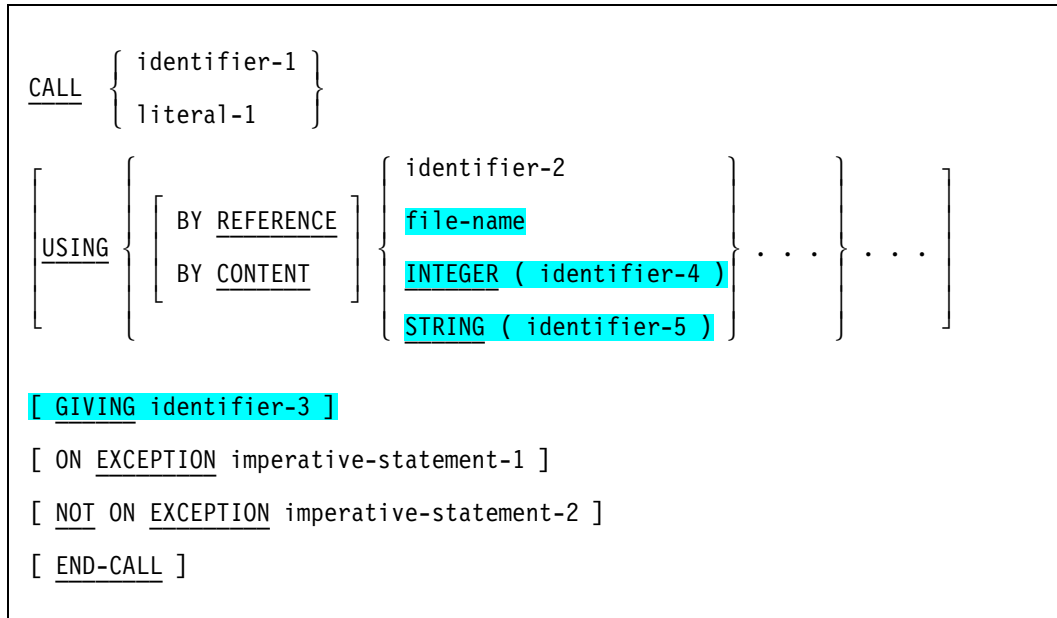 identifier-1
CALL
literal-1
identifier-2
BY REFERENCE file-name
USING . . . . . .
BY CONTENT INTEGER ( identifier-4 )
STRING ( identifier-5 )
[ GIVING identifier-3 ]
[ ON EXCEPTION imperative-statement-1 ]
[ NOT ON EXCEPTION imperative-statement-2 ]
[ END-CALL ]